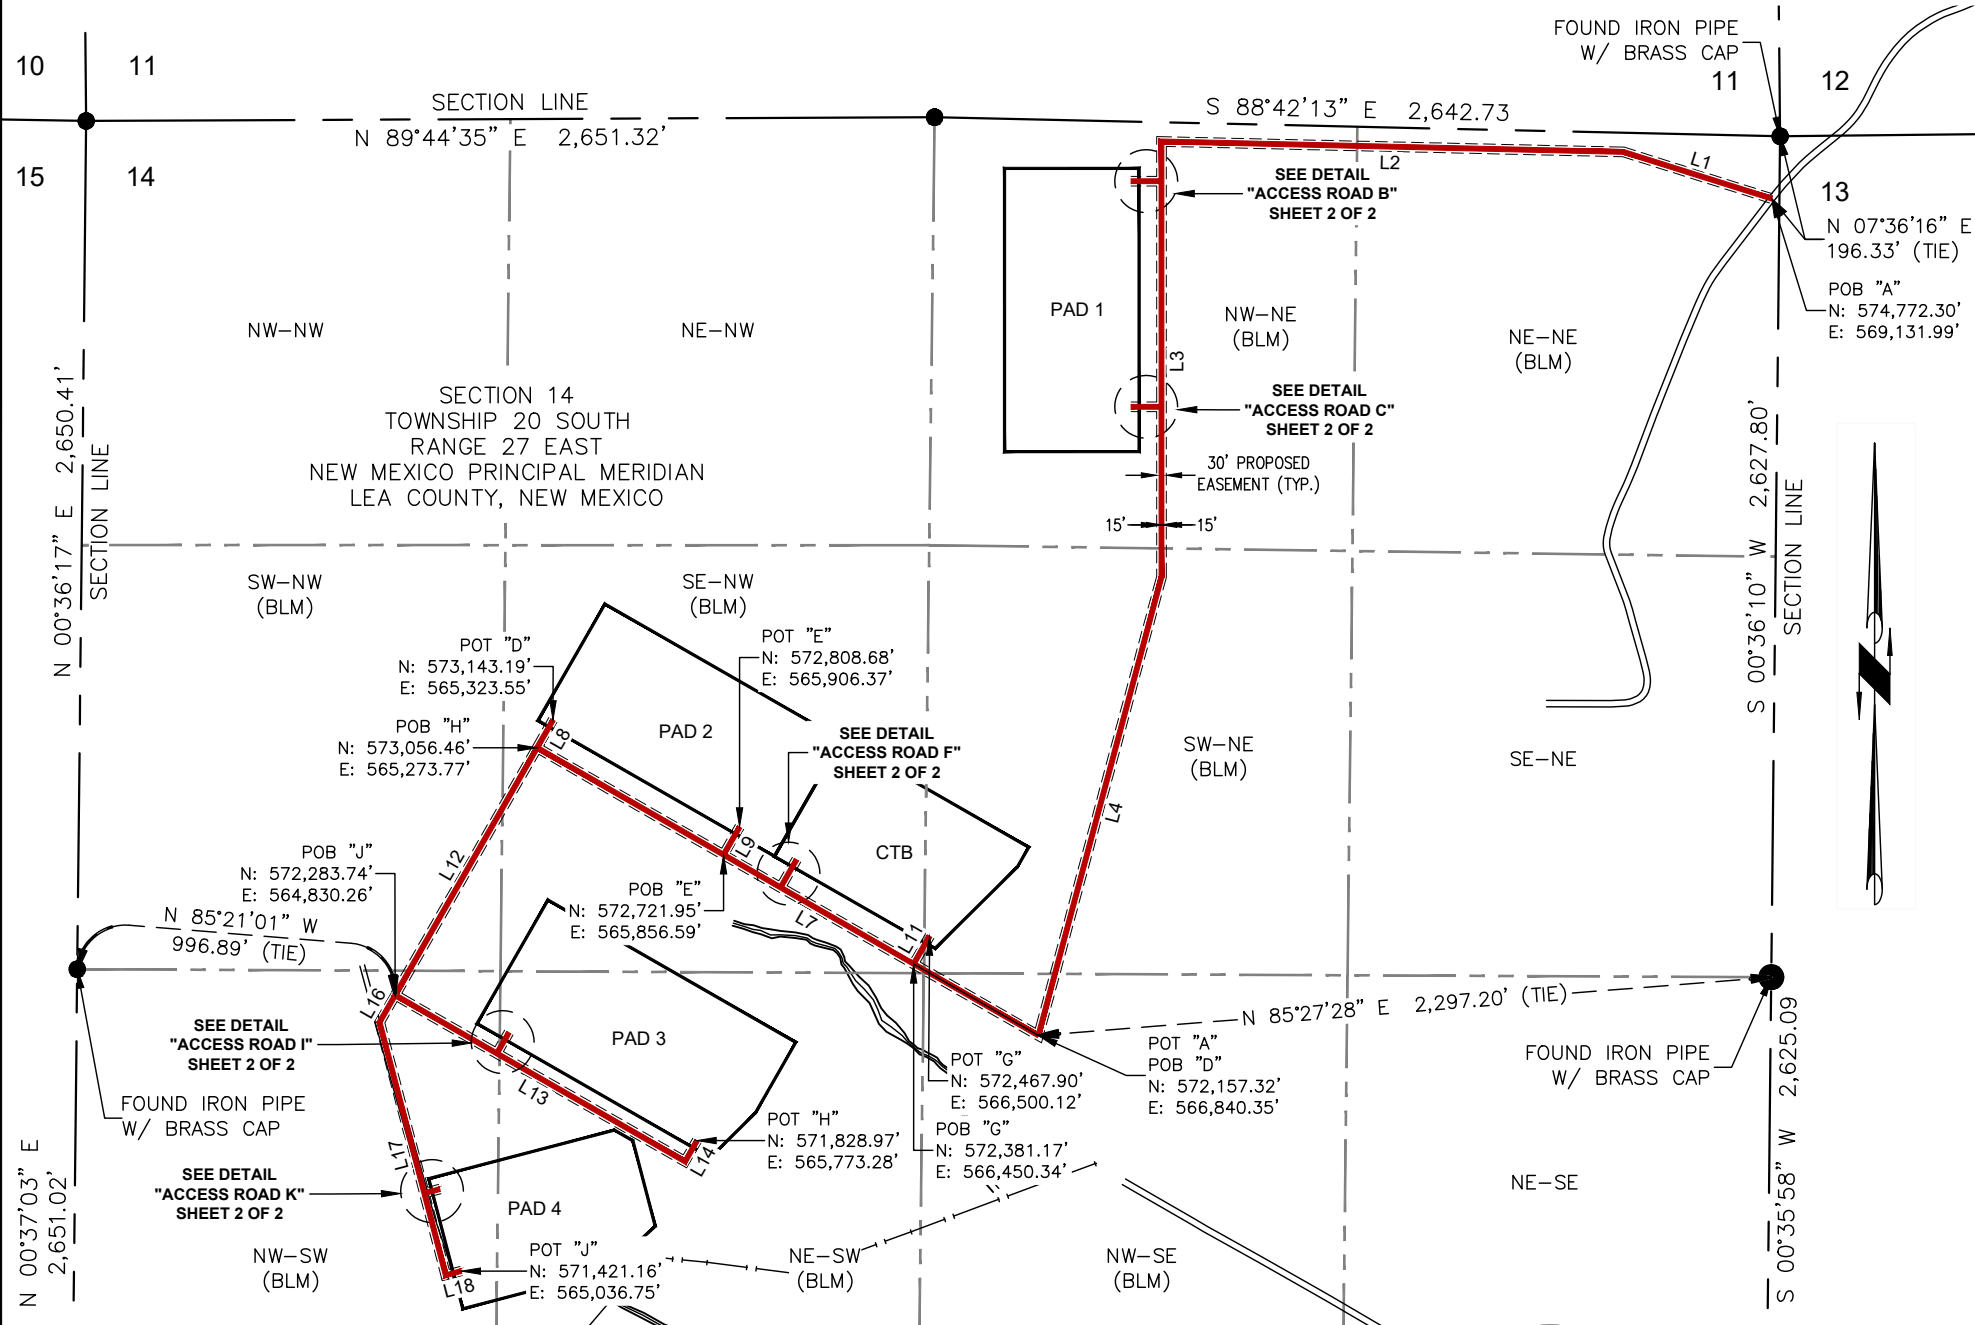 10
11
SECTION LINE
N 89°44'35" E 2,651.32'
S 88°42'13" E 2,642.73
FOUND IRON PIPE
W/ BRASS CAP
11
12
15
14
13
L2
L1
SEE DETAIL
"ACCESS ROAD B"
SHEET 2 OF 2
N 07°36'16" E
196.33' (TIE)
POB "A"
N: 574,772.30'
E: 569,131.99'
PAD 1
NW-NW
NE-NW
NW-NE
(BLM)
NE-NE
(BLM)
L3
SECTION 14
TOWNSHIP 20 SOUTH
RANGE 27 EAST
NEW MEXICO PRINCIPAL MERIDIAN
LEA COUNTY, NEW MEXICO
SEE DETAIL
"ACCESS ROAD C"
SHEET 2 OF 2
30' PROPOSED
EASEMENT (TYP.)
15'
15'
N 00°36'17" E 2,650.41'
SECTION LINE
S 00°36'10" W 2,627.80'
SECTION LINE
SW-NW
(BLM)
SE-NW
(BLM)
POT "D"
N: 573,143.19'
E: 565,323.55'
POT "E"
N: 572,808.68'
E: 565,906.37'
POB "H"
N: 573,056.46'
E: 565,273.77'
L8
PAD 2
SEE DETAIL
"ACCESS ROAD F"
SHEET 2 OF 2
SW-NE
(BLM)
SE-NE
L4
L9
CTB
L12
POB "J"
N: 572,283.74'
E: 564,830.26'
POB "E"
N: 572,721.95'
E: 565,856.59'
L7
L11
N 85°21'01" W
996.89' (TIE)
L16
SEE DETAIL
"ACCESS ROAD I"
SHEET 2 OF 2
PAD 3
N 85°27'28" E 2,297.20' (TIE)
POT "G"
N: 572,467.90'
E: 566,500.12'
POT "A"
POB "D"
N: 572,157.32'
E: 566,840.35'
FOUND IRON PIPE
W/ BRASS CAP
FOUND IRON PIPE
W/ BRASS CAP
L13
POT "H"
N: 571,828.97'
E: 565,773.28'
POB "G"
N: 572,381.17'
E: 566,450.34'
L14
L17
SEE DETAIL
"ACCESS ROAD K"
SHEET 2 OF 2
PAD 4
NE-SE
N 00°37'03" E
2,651.02'
S 00°35'58" W 2,625.09
NW-SW
(BLM)
POT "J"
N: 571,421.16'
E: 565,036.75'
L18
NE-SW
(BLM)
NW-SE
(BLM)